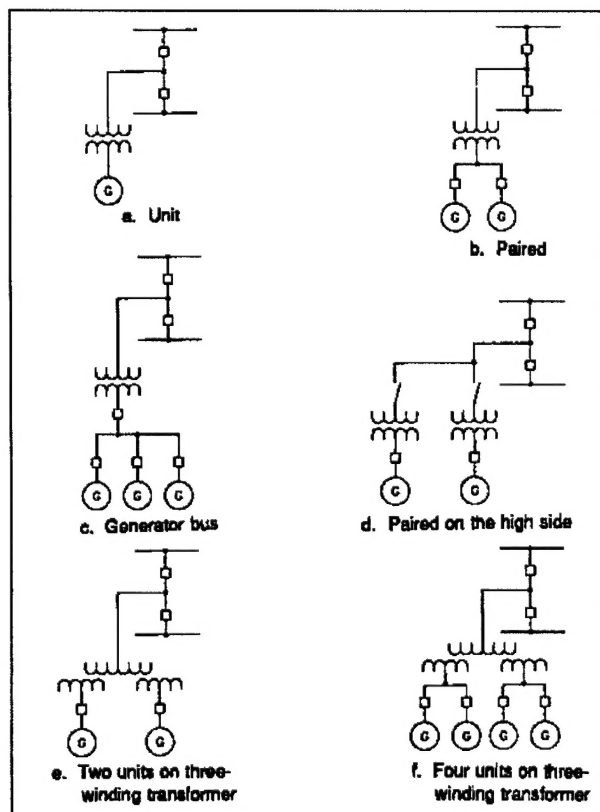 G
a. Unit
G G
b. Paired
G G G
c. Generator bus
G G
d. Paired on the high side
G G
e. Two units on three-
winding transformer
G G G G
f. Four units on three-
winding transformer